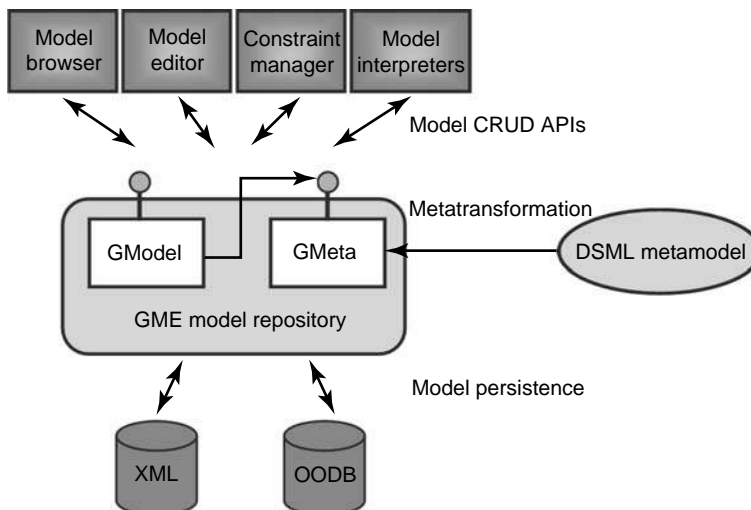 Model
browser
Model
editor
Constraint
manager
Model
interpreters
Model CRUD APIs
Metatransformation
GModel
GMeta
DSML metamodel
GME model repository
Model persistence
XML
OODB